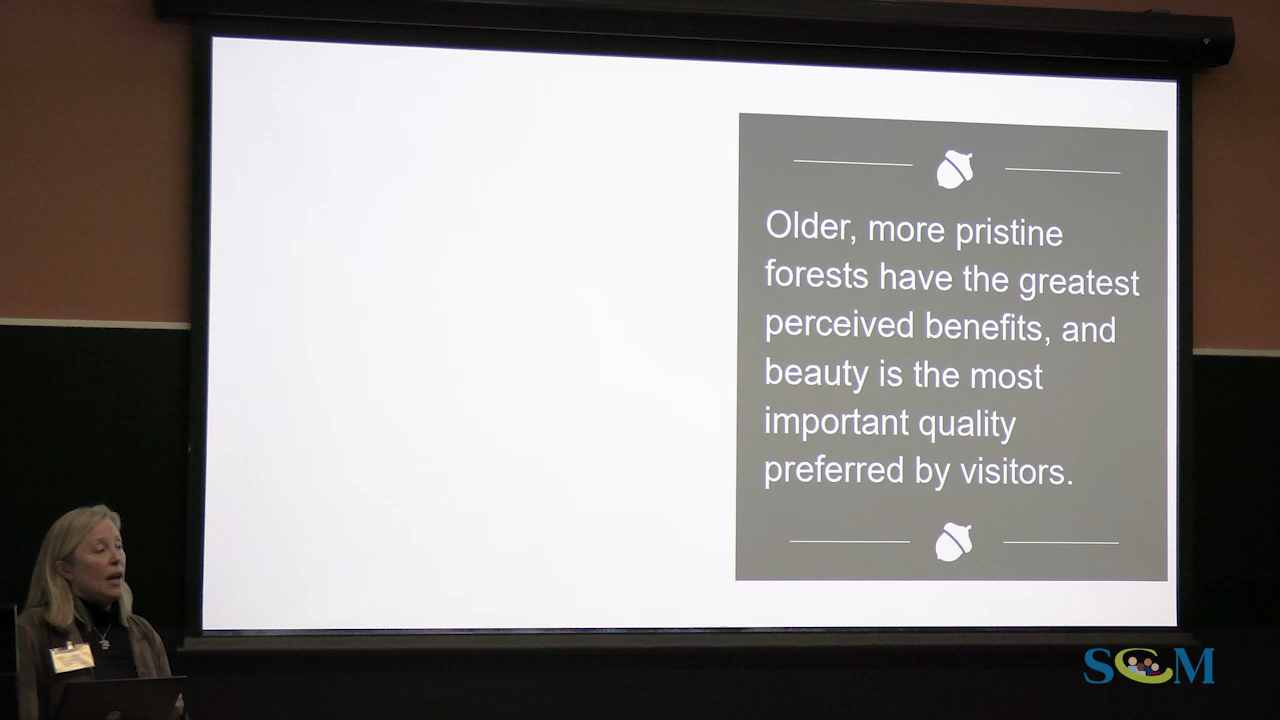 Older, more pristine
forests have the greatest
perceived benefits, and
beauty is the most
important quality
preferred by visitors.
SCM